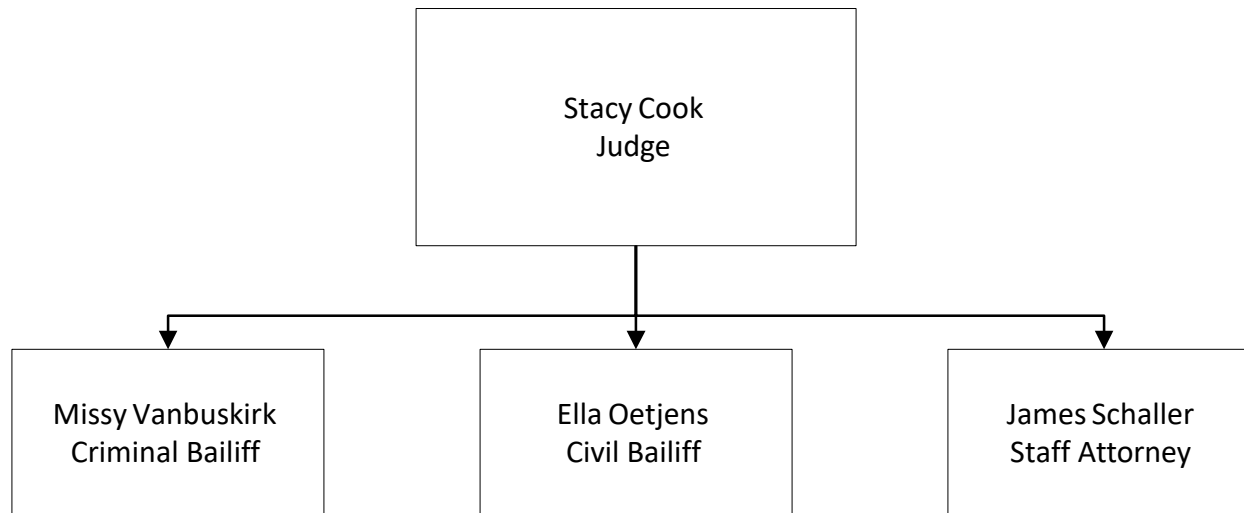 Stacy Cook
Judge
Missy Vanbuskirk
Criminal Bailiff
Ella Oetjens
Civil Bailiff
James Schaller
Staff Attorney